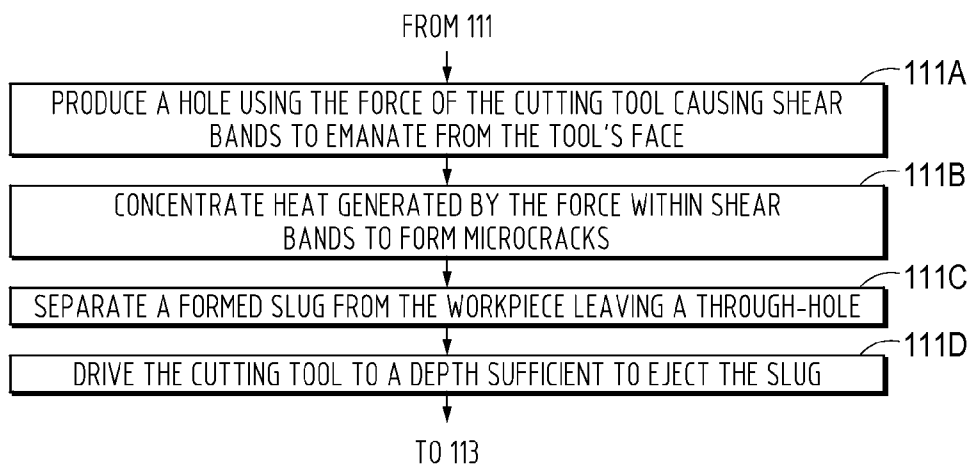 FROM 111
111A
PRODUCE A HOLE USING THE FORCE OF THE CUTTING TOOL CAUSING SHEAR
BANDS TO EMANATE FROM THE TOOL'S FACE
111B
CONCENTRATE HEAT GENERATED BY THE FORCE WITHIN SHEAR
BANDS TO FORM MICROCRACKS
111C
SEPARATE A FORMED SLUG FROM THE WORKPIECE LEAVING A THROUGH-HOLE
111D
DRIVE THE CUTTING TOOL TO A DEPTH SUFFICIENT TO EJECT THE SLUG
TO 113